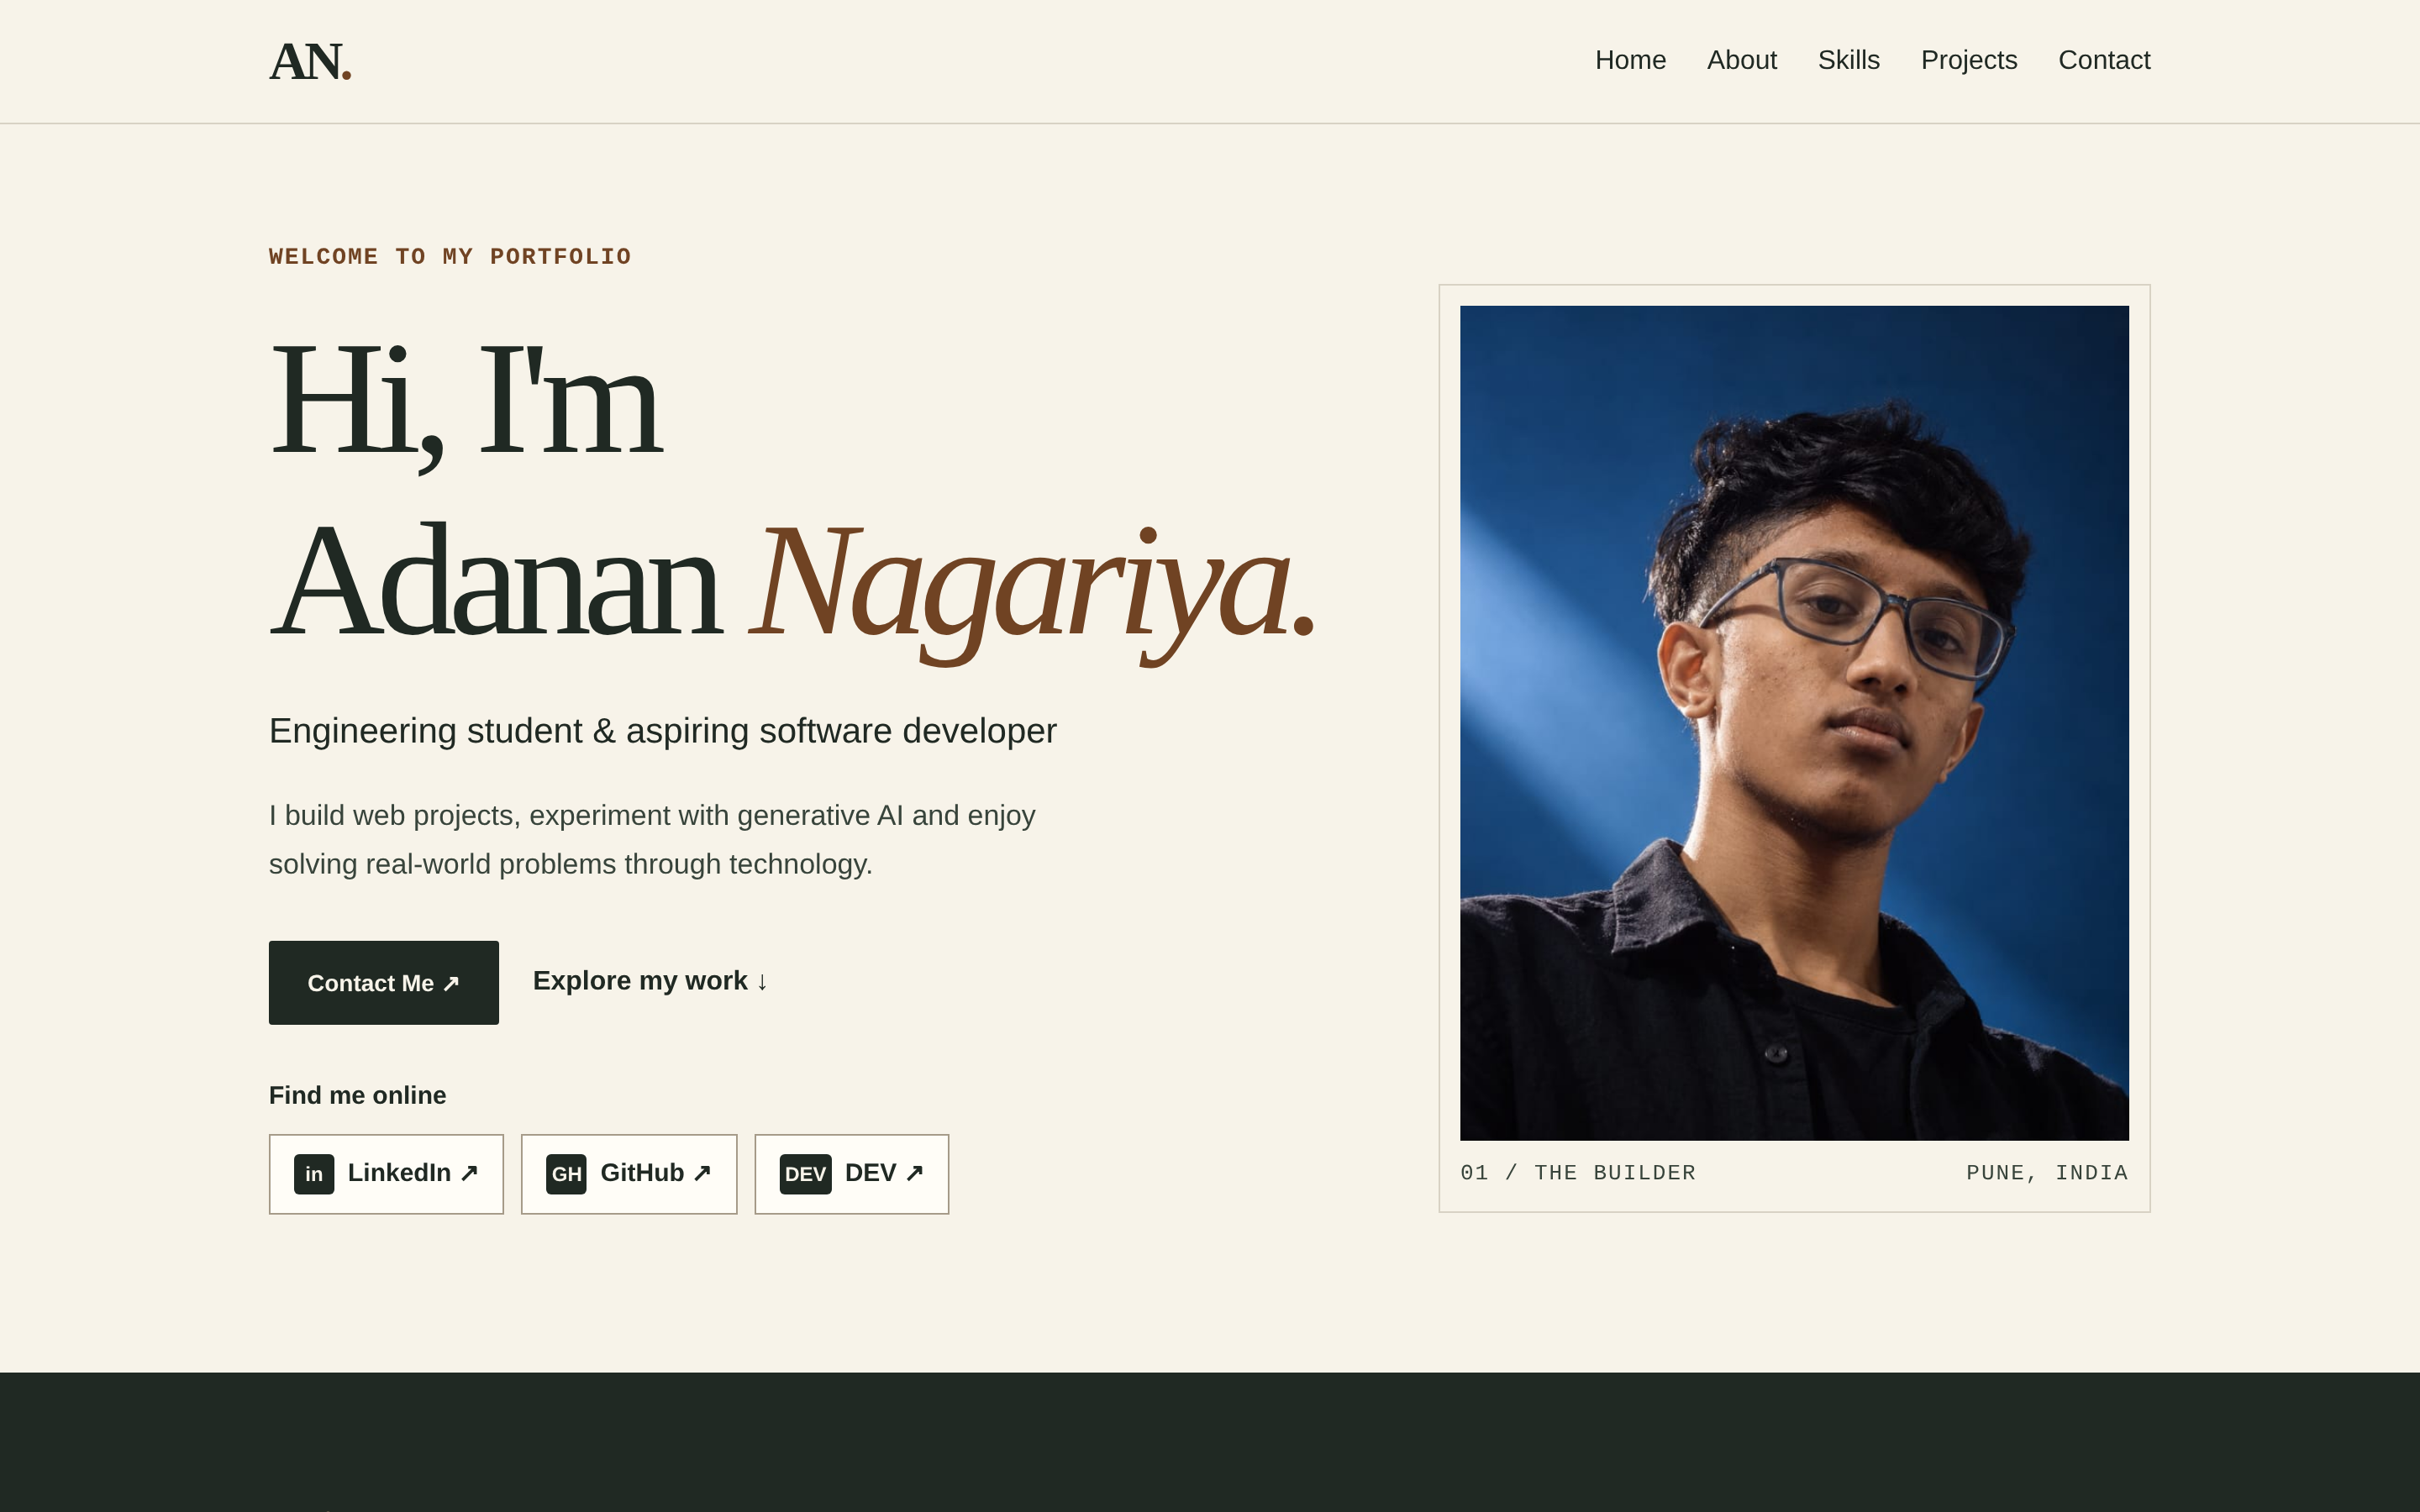 AN.
Home About Skills Projects Contact
WELCOME TO MY PORTFOLIO
Hi, I'm
Adanan Nagariya.
Engineering student & aspiring software developer
I build web projects, experiment with generative AI and enjoy
solving real-world problems through technology.
Contact Me ↗ Explore my work ↓
Find me online
in LinkedIn ↗ GH GitHub ↗ DEV DEV ↗
01 / THE BUILDER PUNE, INDIA